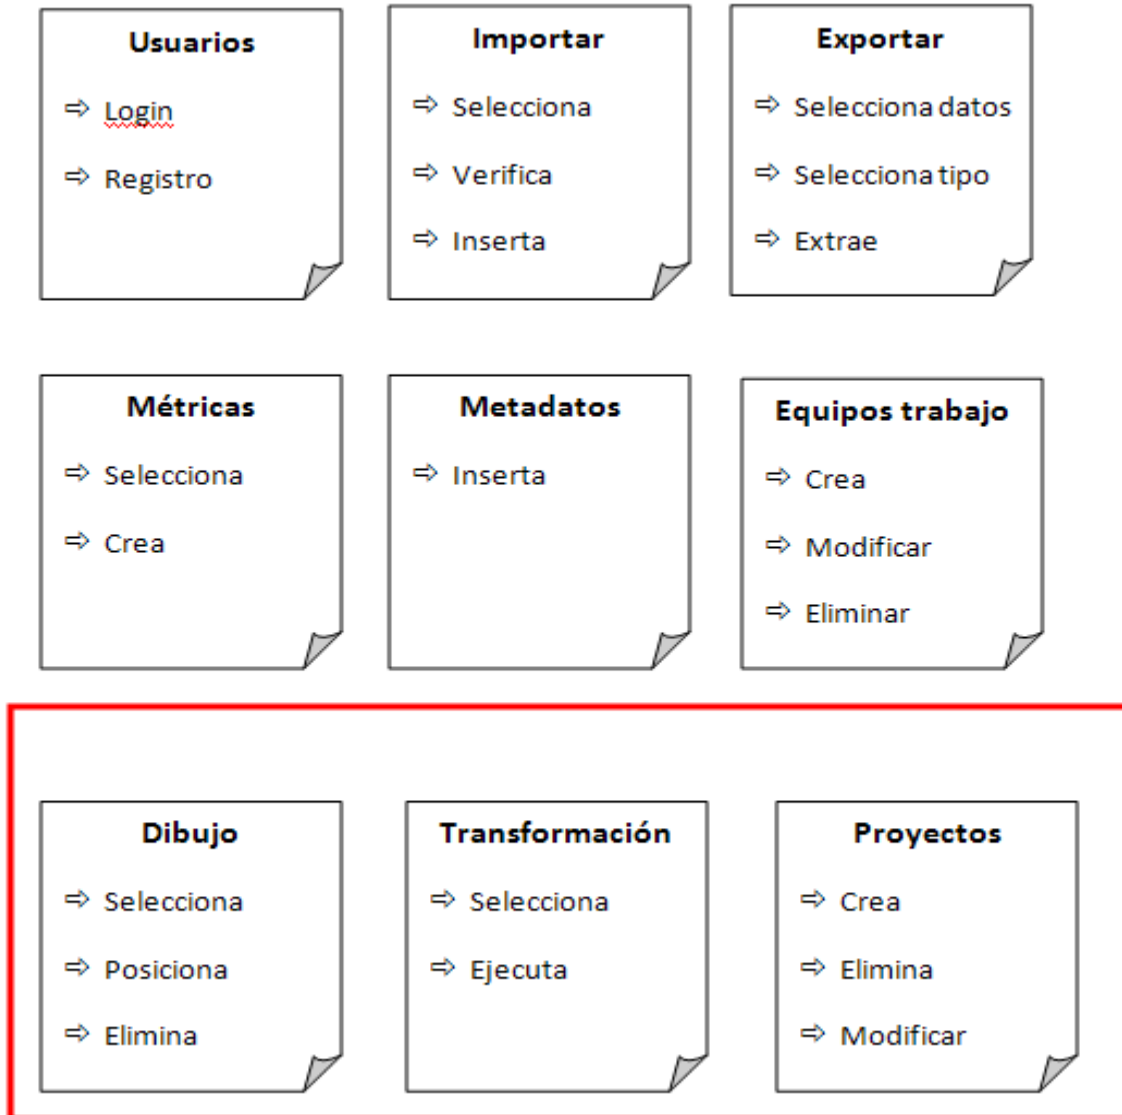 Usuarios
⇨ Login
⇨ Registro
Importar
⇨ Selecciona
⇨ Verifica
⇨ Inserta
Exportar
⇨ Selecciona datos
⇨ Selecciona tipo
⇨ Extrae
Métricas
⇨ Selecciona
⇨ Crea
Metadatos
⇨ Inserta
Equipos trabajo
⇨ Crea
⇨ Modificar
⇨ Eliminar
Dibujo
⇨ Selecciona
⇨ Posiciona
⇨ Elimina
Transformación
⇨ Selecciona
⇨ Ejecuta
Proyectos
⇨ Crea
⇨ Elimina
⇨ Modificar